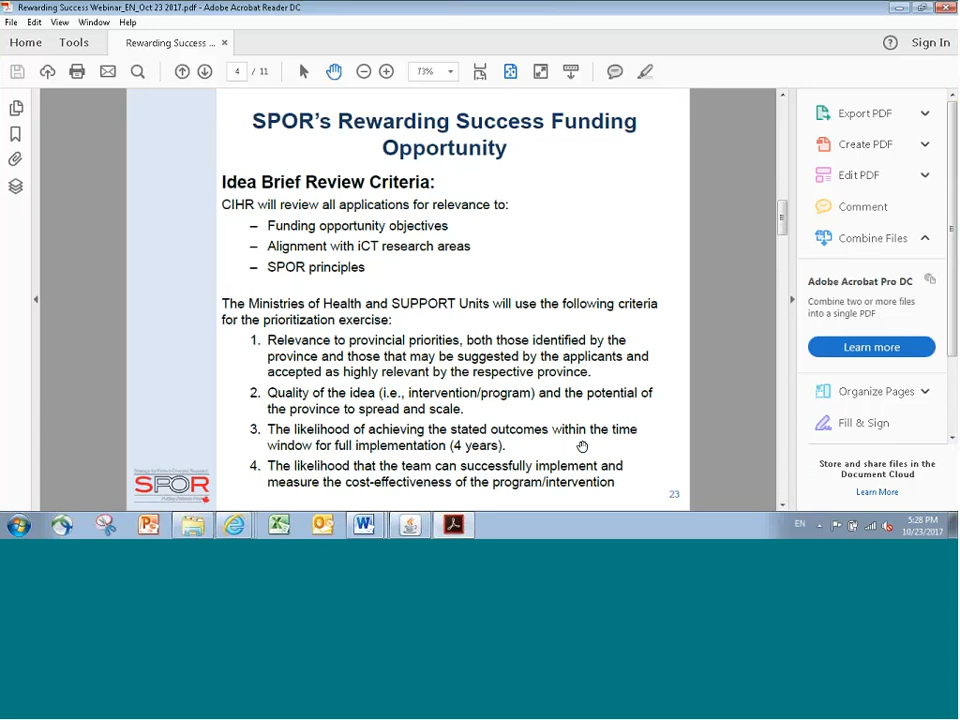 Rewarding Success Webinar_EN_Oct 23 2017.pdf - Adobe Acrobat Reader DC
File Edit View Window Help
Home Tools Rewarding Success ... × Sign In
4 / 11 73%
SPOR's Rewarding Success Funding
Opportunity
Idea Brief Review Criteria:
CIHR will review all applications for relevance to:
– Funding opportunity objectives
– Alignment with iCT research areas
– SPOR principles
The Ministries of Health and SUPPORT Units will use the following criteria
for the prioritization exercise:
1. Relevance to provincial priorities, both those identified by the
province and those that may be suggested by the applicants and
accepted as highly relevant by the respective province.
2. Quality of the idea (i.e., intervention/program) and the potential of
the province to spread and scale.
3. The likelihood of achieving the stated outcomes within the time
window for full implementation (4 years).
4. The likelihood that the team can successfully implement and
measure the cost-effectiveness of the program/intervention
SPOR
23
Export PDF
Create PDF
Edit PDF
Comment
Combine Files
Adobe Acrobat Pro DC
Combine two or more files
into a single PDF
Learn more
Organize Pages
Fill & Sign
Store and share files in the
Document Cloud
Learn More
EN
5:28 PM
10/23/2017